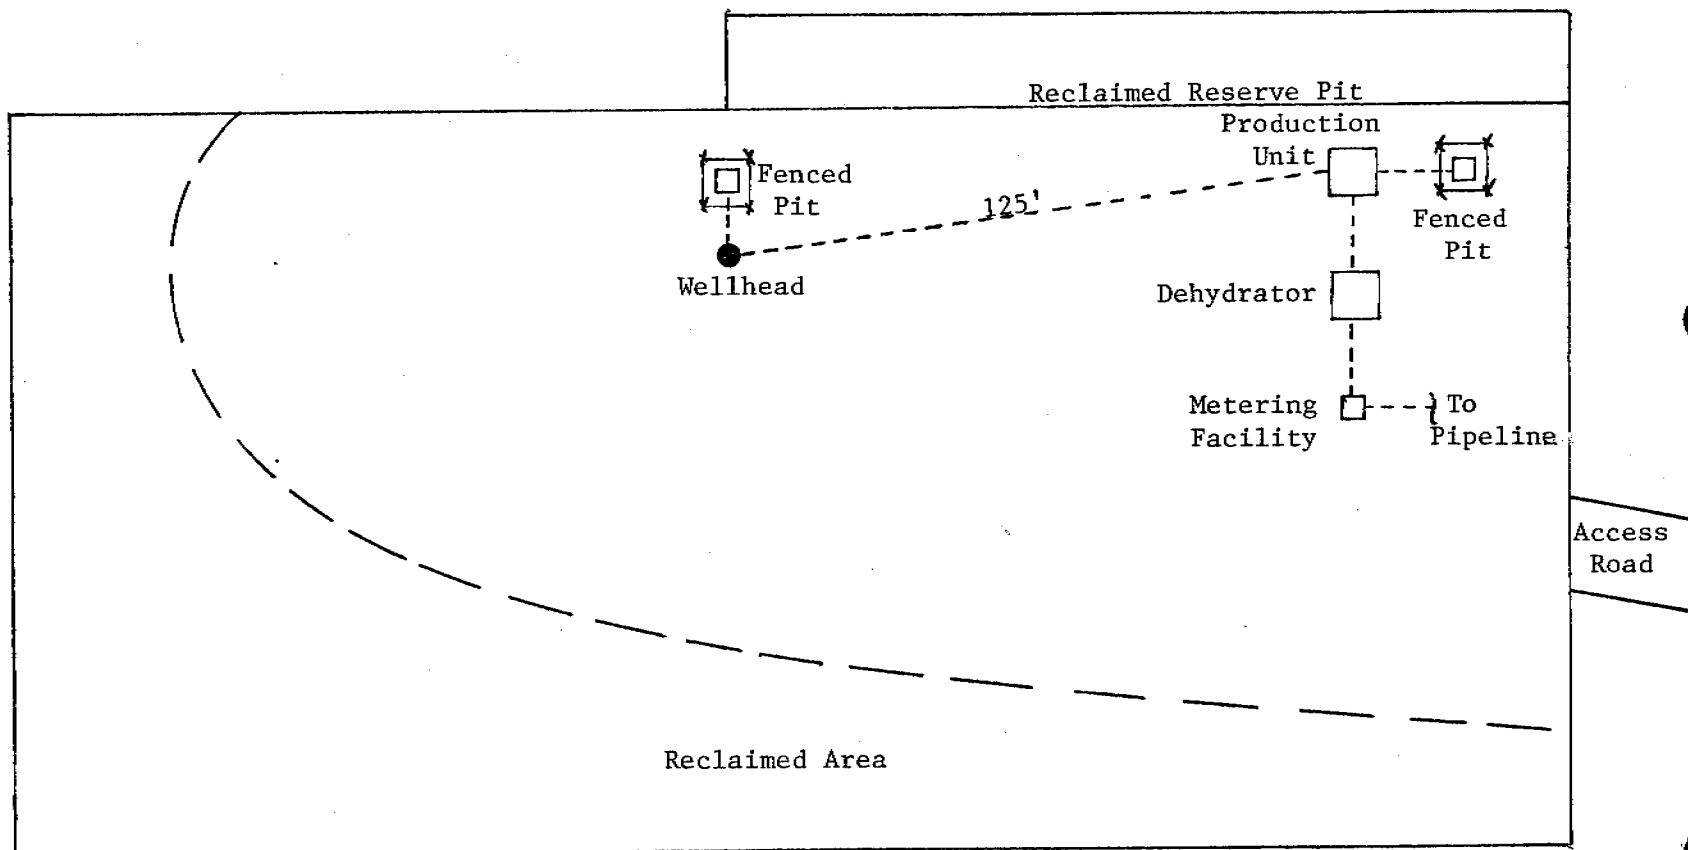 Reclaimed Reserve Pit
Production
Unit
Fenced
Pit
125'
Fenced
Pit
Wellhead
Dehydrator
Metering
Facility
To
Pipeline
Access
Road
Reclaimed Area